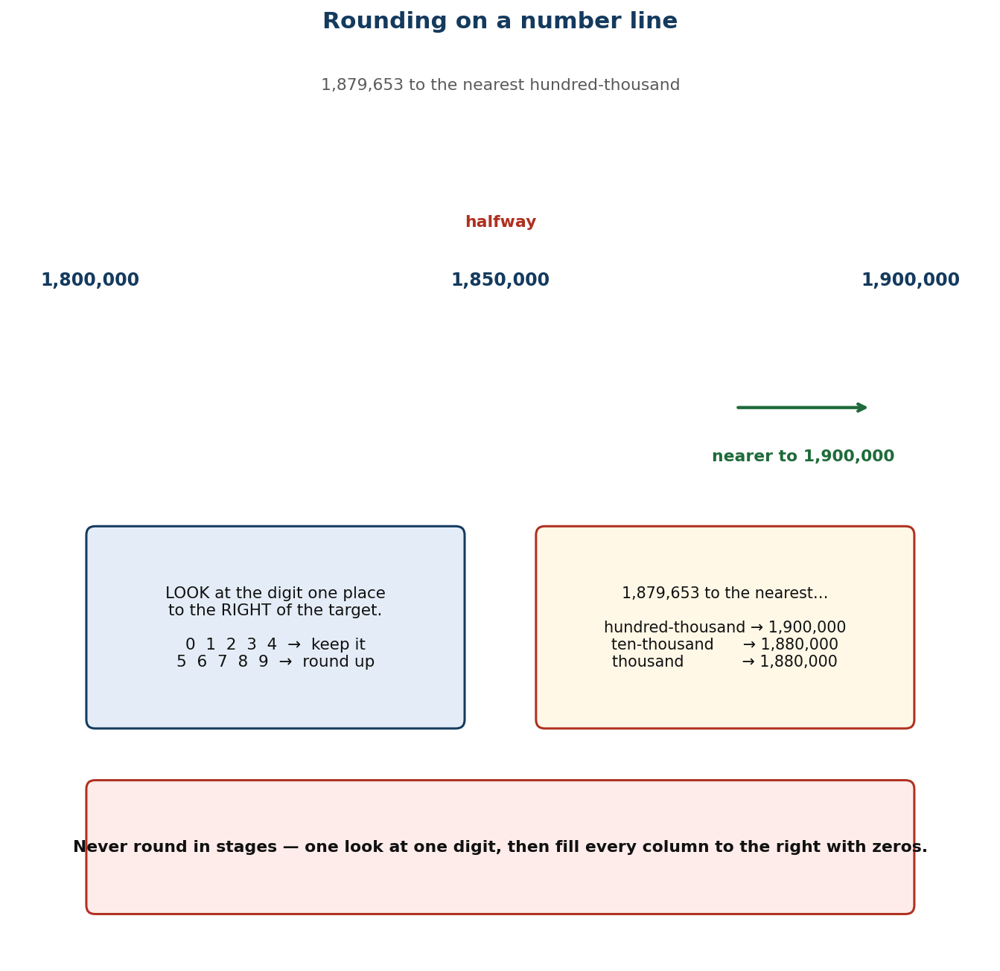 Rounding on a number line
1,879,653 to the nearest hundred-thousand
halfway
1,800,000 1,850,000 1,900,000
nearer to 1,900,000
LOOK at the digit one place
to the RIGHT of the target.
0 1 2 3 4 → keep it
5 6 7 8 9 → round up
1,879,653 to the nearest…
hundred-thousand → 1,900,000
ten-thousand → 1,880,000
thousand → 1,880,000
Never round in stages — one look at one digit, then fill every column to the right with zeros.